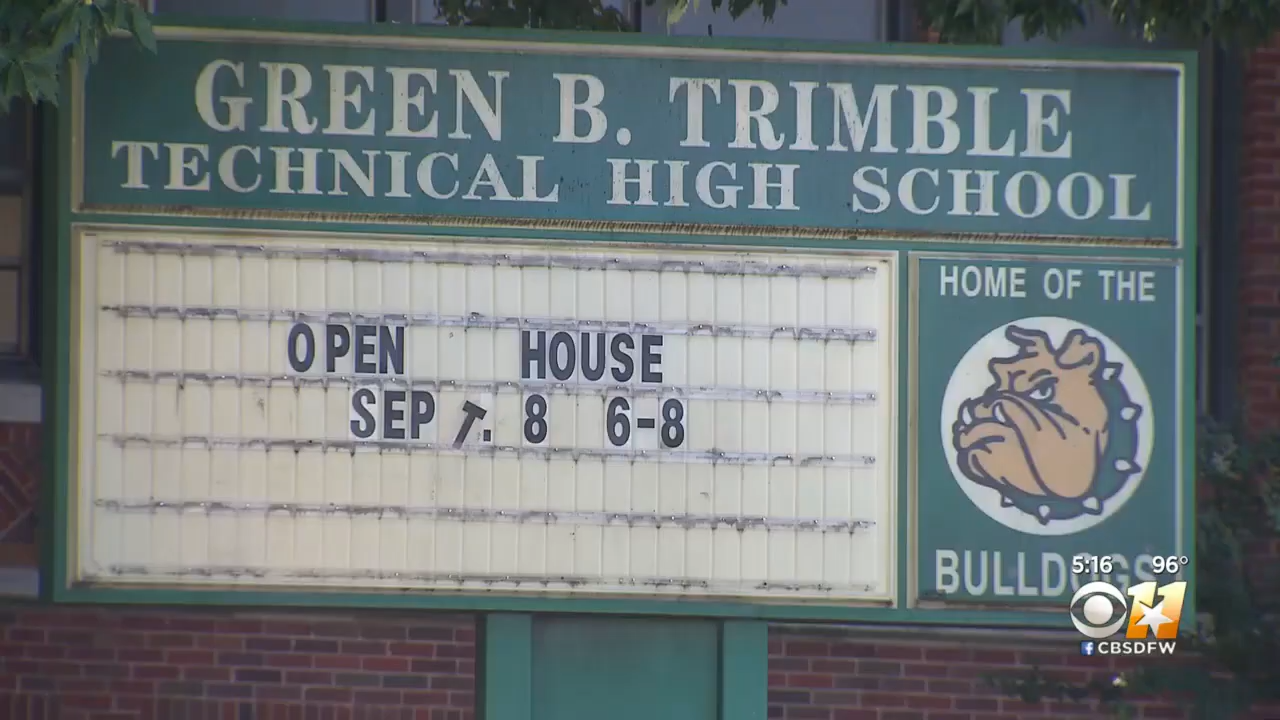 GREEN B. TRIMBLE
TECHNICAL HIGH SCHOOL
OPEN HOUSE
SEPT. 8 6-8
HOME OF THE
BULLDOGS
5:16 96°
11
CBSDFW